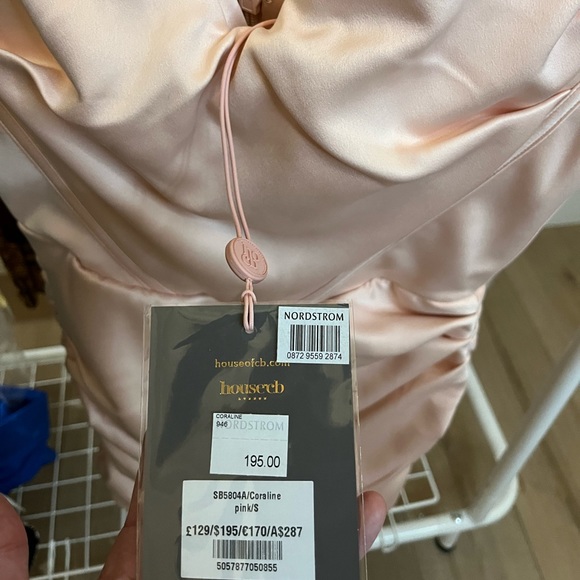 NORDSTROM
0872 9559 2874
houseofcb.com
housecb
CORALINE
946
NORDSTROM
195.00
SB5804A/Coraline
pink/S
£129/$195/€170/A$287
5057877050855